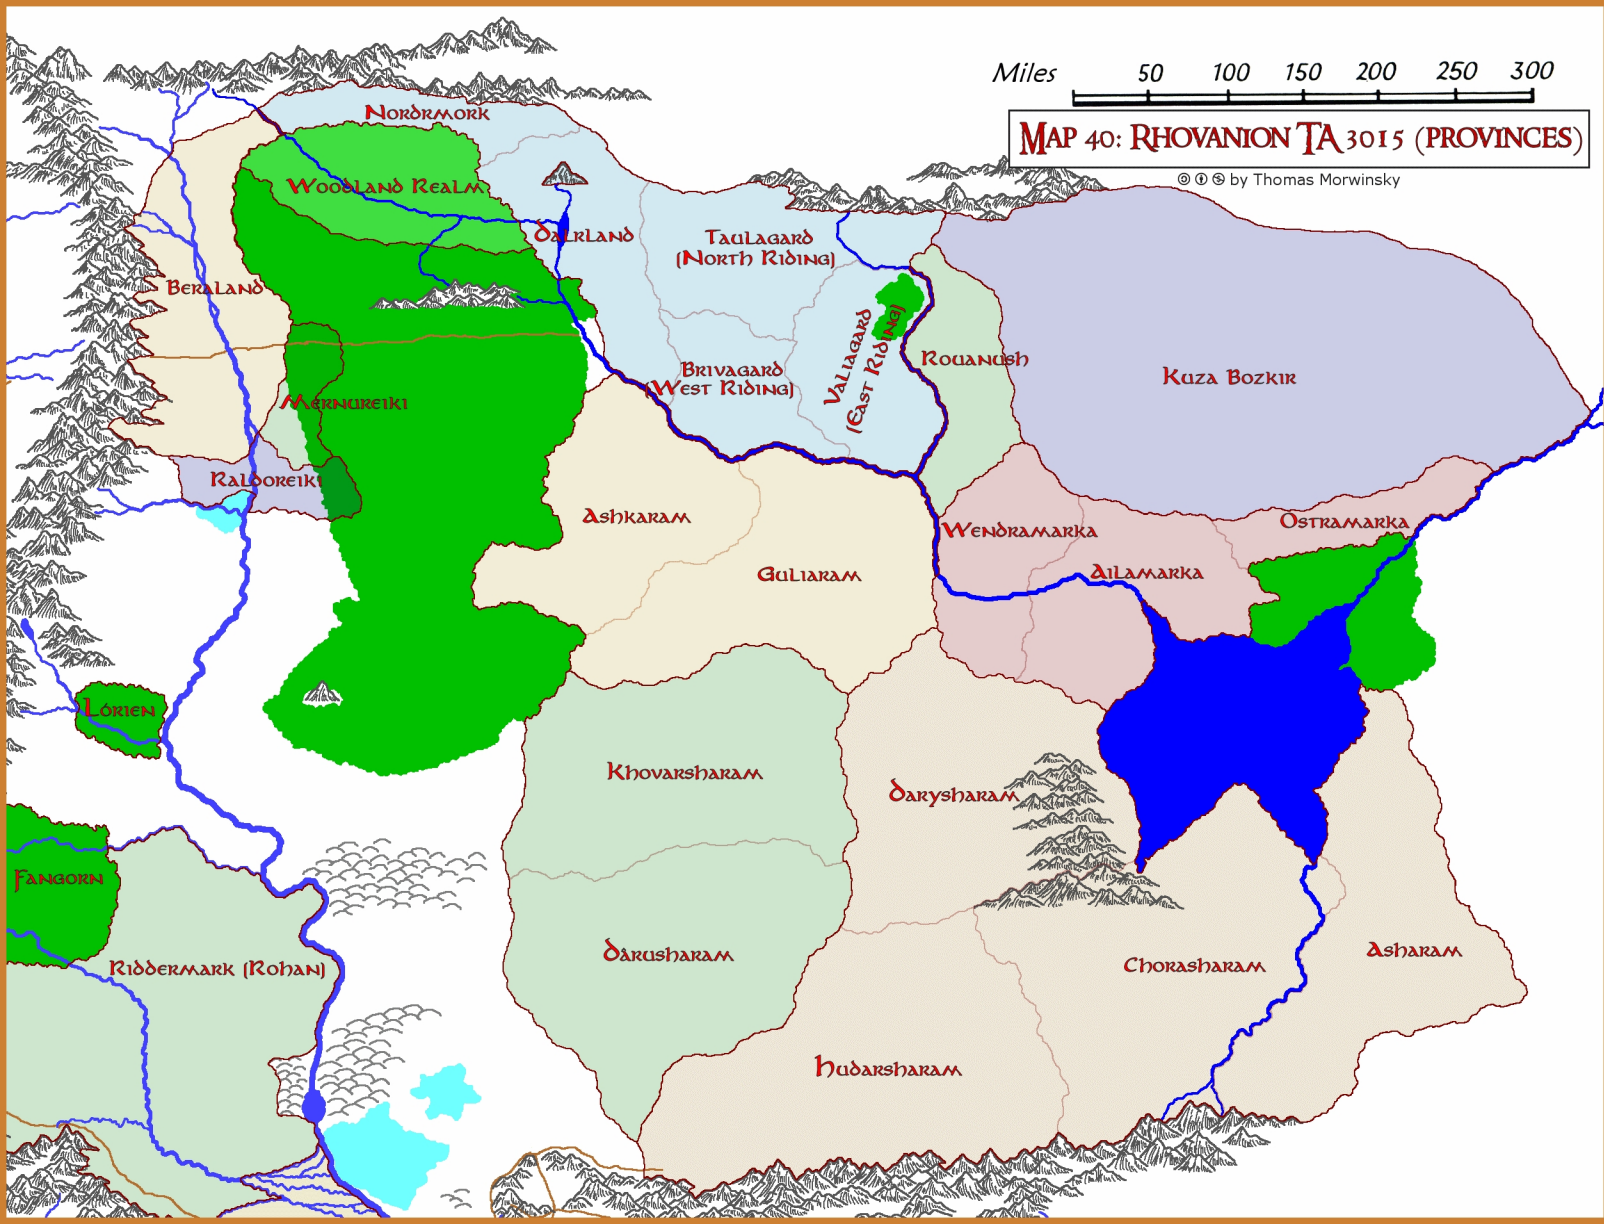 Miles 50 100 150 200 250 300
Map 40: Rhovanion TA 3015 (provinces)
by Thomas Morwinsky
Nordrmork
Woodland Realm
Dalrland
Taulagard
(North Riding)
Beraland
Valiagard
(East Riding)
Rouanush
Brivagard
(West Riding)
Kuza Bozkir
Mernureiki
Raldoreiki
Ashkaram
Wendramarka
Ostramarka
Guliaram
Ailamarka
Lórien
Khovarsharam
Darysharam
Fangorn
Riddermark (Rohan)
Dârusharam
Chorasharam
Asharam
Hudarsharam